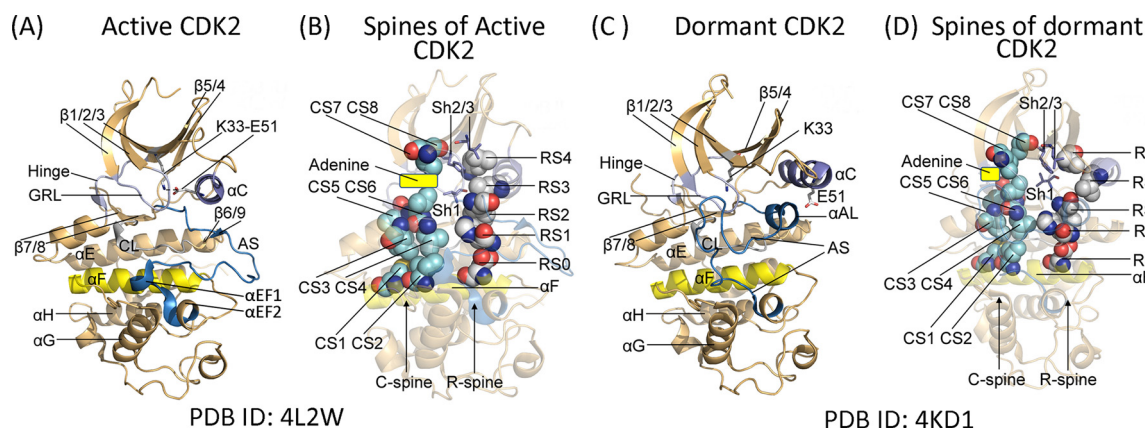 (A) Active CDK2
β5/4
β1/2/3
K33-E51
Hinge
αC
GRL
β6/9
β7/8
αE
CL
AS
αF
αEF1
αEF2
αH
αG
(B) Spines of Active
CDK2
CS7 CS8
Sh2/3
RS4
Adenine
RS3
CS5 CS6
Sh1
RS2
RS1
RS0
CS3 CS4
αF
CS1 CS2
C-spine
R-spine
PDB ID: 4L2W
(C) Dormant CDK2
β1/2/3
β5/4
K33
Hinge
αC
GRL
E51
αAL
β7/8
αE
CL
AS
αF
αH
αG
(D) Spines of dormant
CDK2
CS7 CS8
Sh2/3
R
Adenine
R
CS5 CS6
Sh1
R
R
R
CS3 CS4
CS1 CS2
C-spine
R-spine
PDB ID: 4KD1